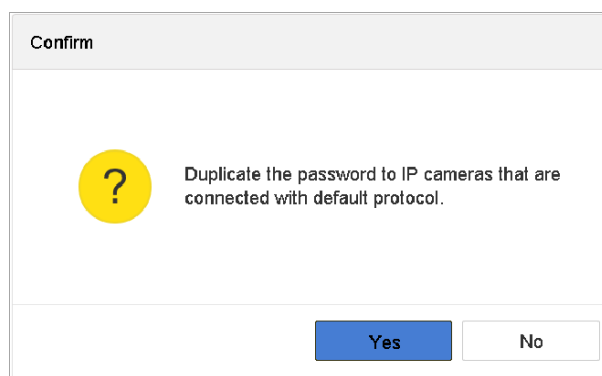 Confirm
?
Duplicate the password to IP cameras that are
connected with default protocol.
Yes
No